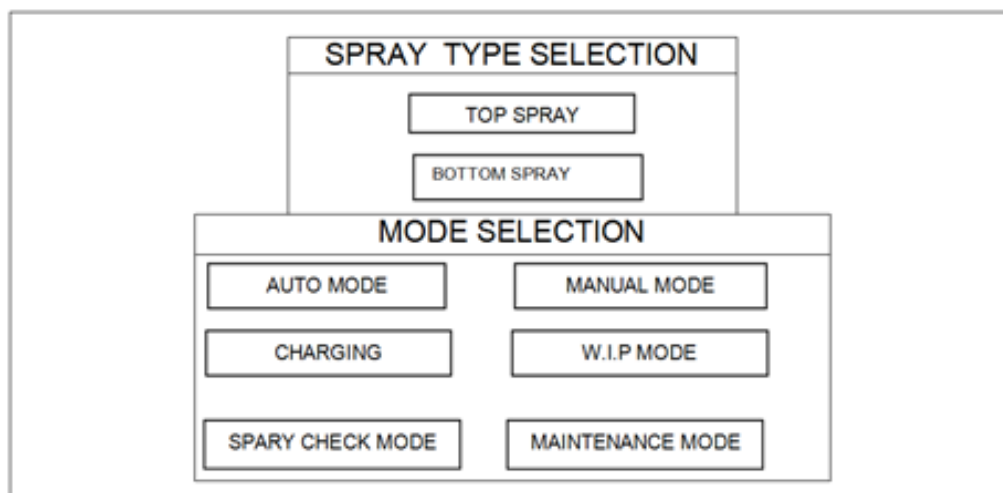 SPRAY TYPE SELECTION
TOP SPRAY
BOTTOM SPRAY
MODE SELECTION
AUTO MODE MANUAL MODE
CHARGING W.I.P MODE
SPARY CHECK MODE MAINTENANCE MODE